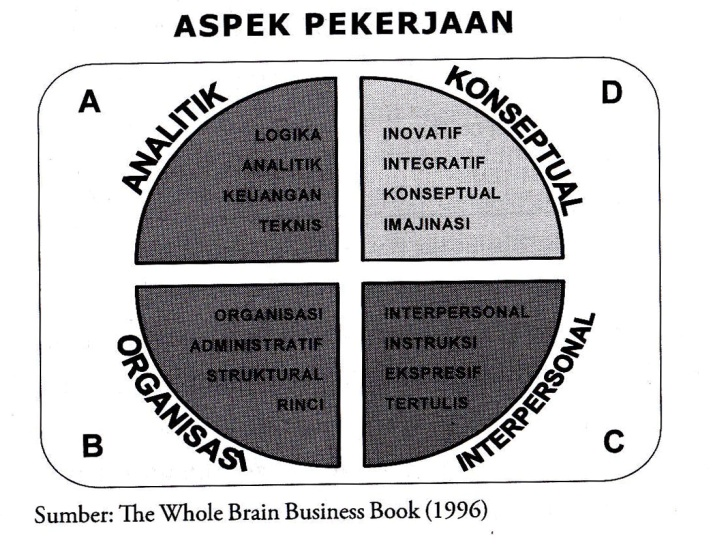 ASPEK PEKERJAAN
A
ANALITIK
LOGIKA
ANALITIK
KEUANGAN
TEKNIS
KONSEPTUAL
D
INOVATIF
INTEGRATIF
KONSEPTUAL
IMAJINASI
B
ORGANISASI
ORGANISASI
ADMINISTRATIF
STRUKTURAL
RINCI
INTERPERSONAL
INSTRUKSI
EKSPRESIF
TERTULIS
INTERPERSONAL
C
Sumber: The Whole Brain Business Book (1996)